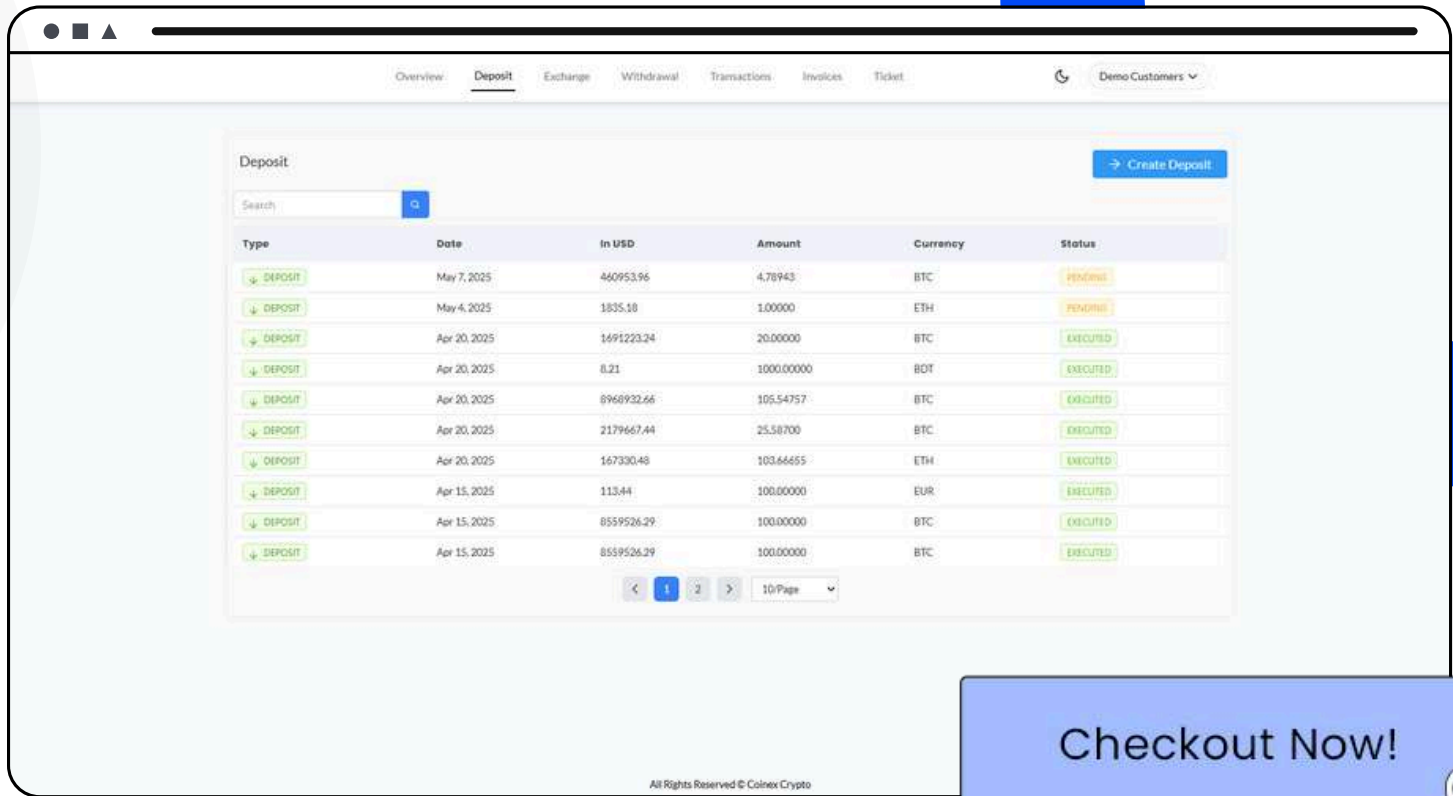 Overview Deposit Exchange Withdrawal Transactions Invoices Ticket Demo Customers
Deposit
Create Deposit
Search
Type Date In USD Amount Currency Status
DEPOSIT May 7, 2025 460953.96 4.78943 BTC PENDING
DEPOSIT May 4, 2025 1835.18 1.00000 ETH PENDING
DEPOSIT Apr 20, 2025 1691223.24 20.00000 BTC EXECUTED
DEPOSIT Apr 20, 2025 8.21 1000.00000 BDT EXECUTED
DEPOSIT Apr 20, 2025 8968932.66 105.54757 BTC EXECUTED
DEPOSIT Apr 20, 2025 2179667.44 25.58700 BTC EXECUTED
DEPOSIT Apr 20, 2025 167330.48 103.66655 ETH EXECUTED
DEPOSIT Apr 15, 2025 113.44 100.00000 EUR EXECUTED
DEPOSIT Apr 15, 2025 8559526.29 100.00000 BTC EXECUTED
DEPOSIT Apr 15, 2025 8559526.29 100.00000 BTC EXECUTED
1 2 10/Page
Checkout Now!
All Rights Reserved © Coinex Crypto